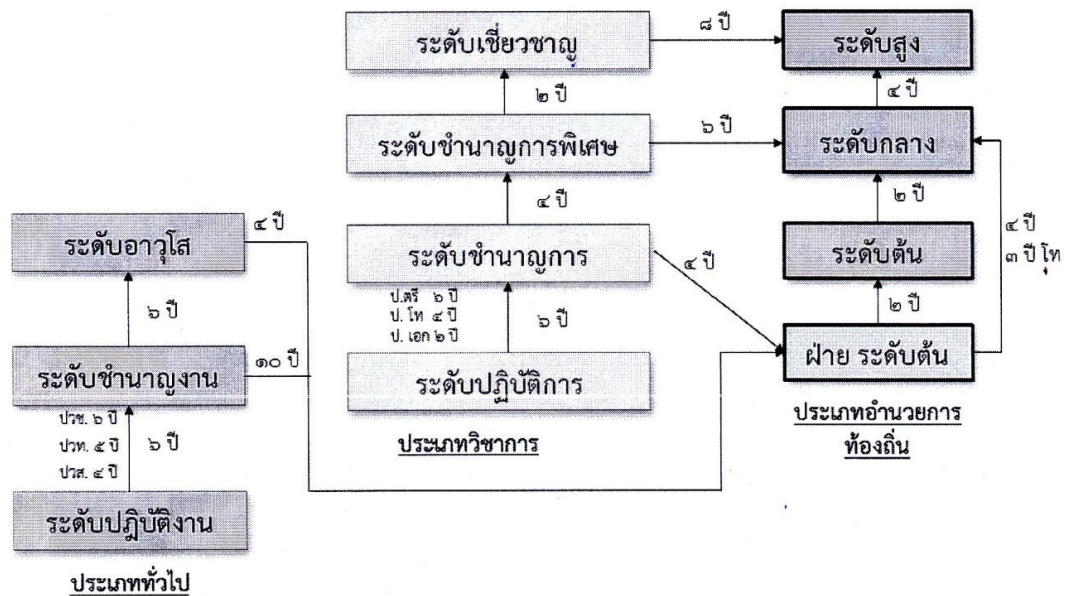 ระดับเชี่ยวชาญ
๘ ปี
ระดับสูง
๒ ปี
๔ ปี
ระดับชำนาญการพิเศษ
๖ ปี
ระดับกลาง
๔ ปี
๒ ปี
ระดับอาวุโส
๔ ปี
ระดับชำนาญการ
๔ ปี
ระดับต้น
๔ ปี
๓ ปี โท
๖ ปี
ป.ตรี ๖ ปี
ป. โท ๔ ปี
ป. เอก ๒ ปี
๖ ปี
๒ ปี
ระดับชำนาญงาน
๑๐ ปี
ระดับปฏิบัติการ
ฝ่าย ระดับต้น
ปวช. ๖ ปี
ปวท. ๕ ปี
ปวส. ๔ ปี
๖ ปี
ประเภทวิชาการ
ประเภทอำนวยการ
ท้องถิ่น
ระดับปฏิบัติงาน
ประเภททั่วไป